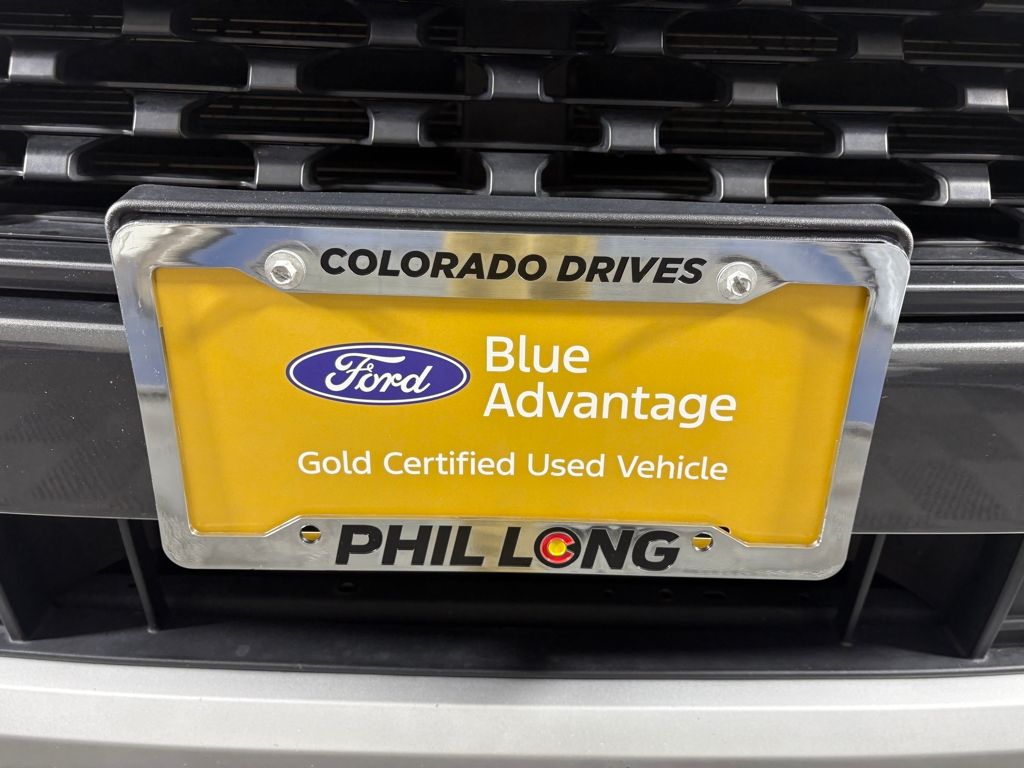 COLORADO DRIVES
Ford
Blue
Advantage
Gold Certified Used Vehicle
PHIL LONG